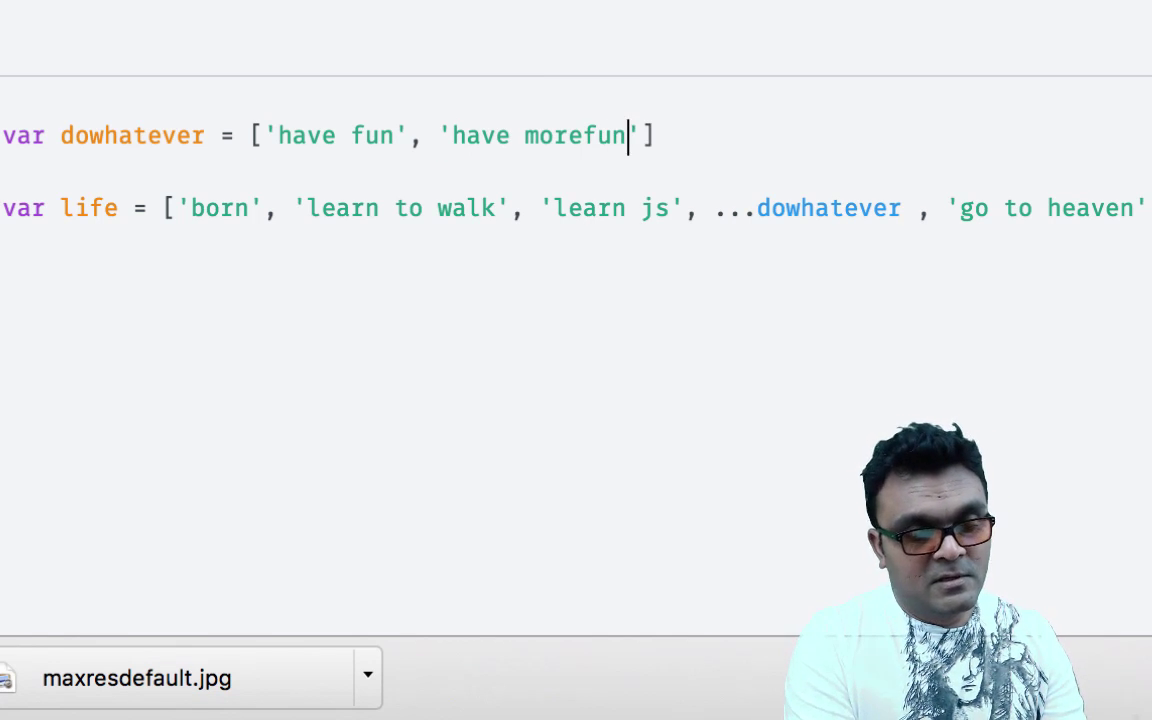 var dowhatever = ['have fun', 'have morefun']
var life = ['born', 'learn to walk', 'learn js', ...dowhatever , 'go to heaven'
maxresdefault.jpg